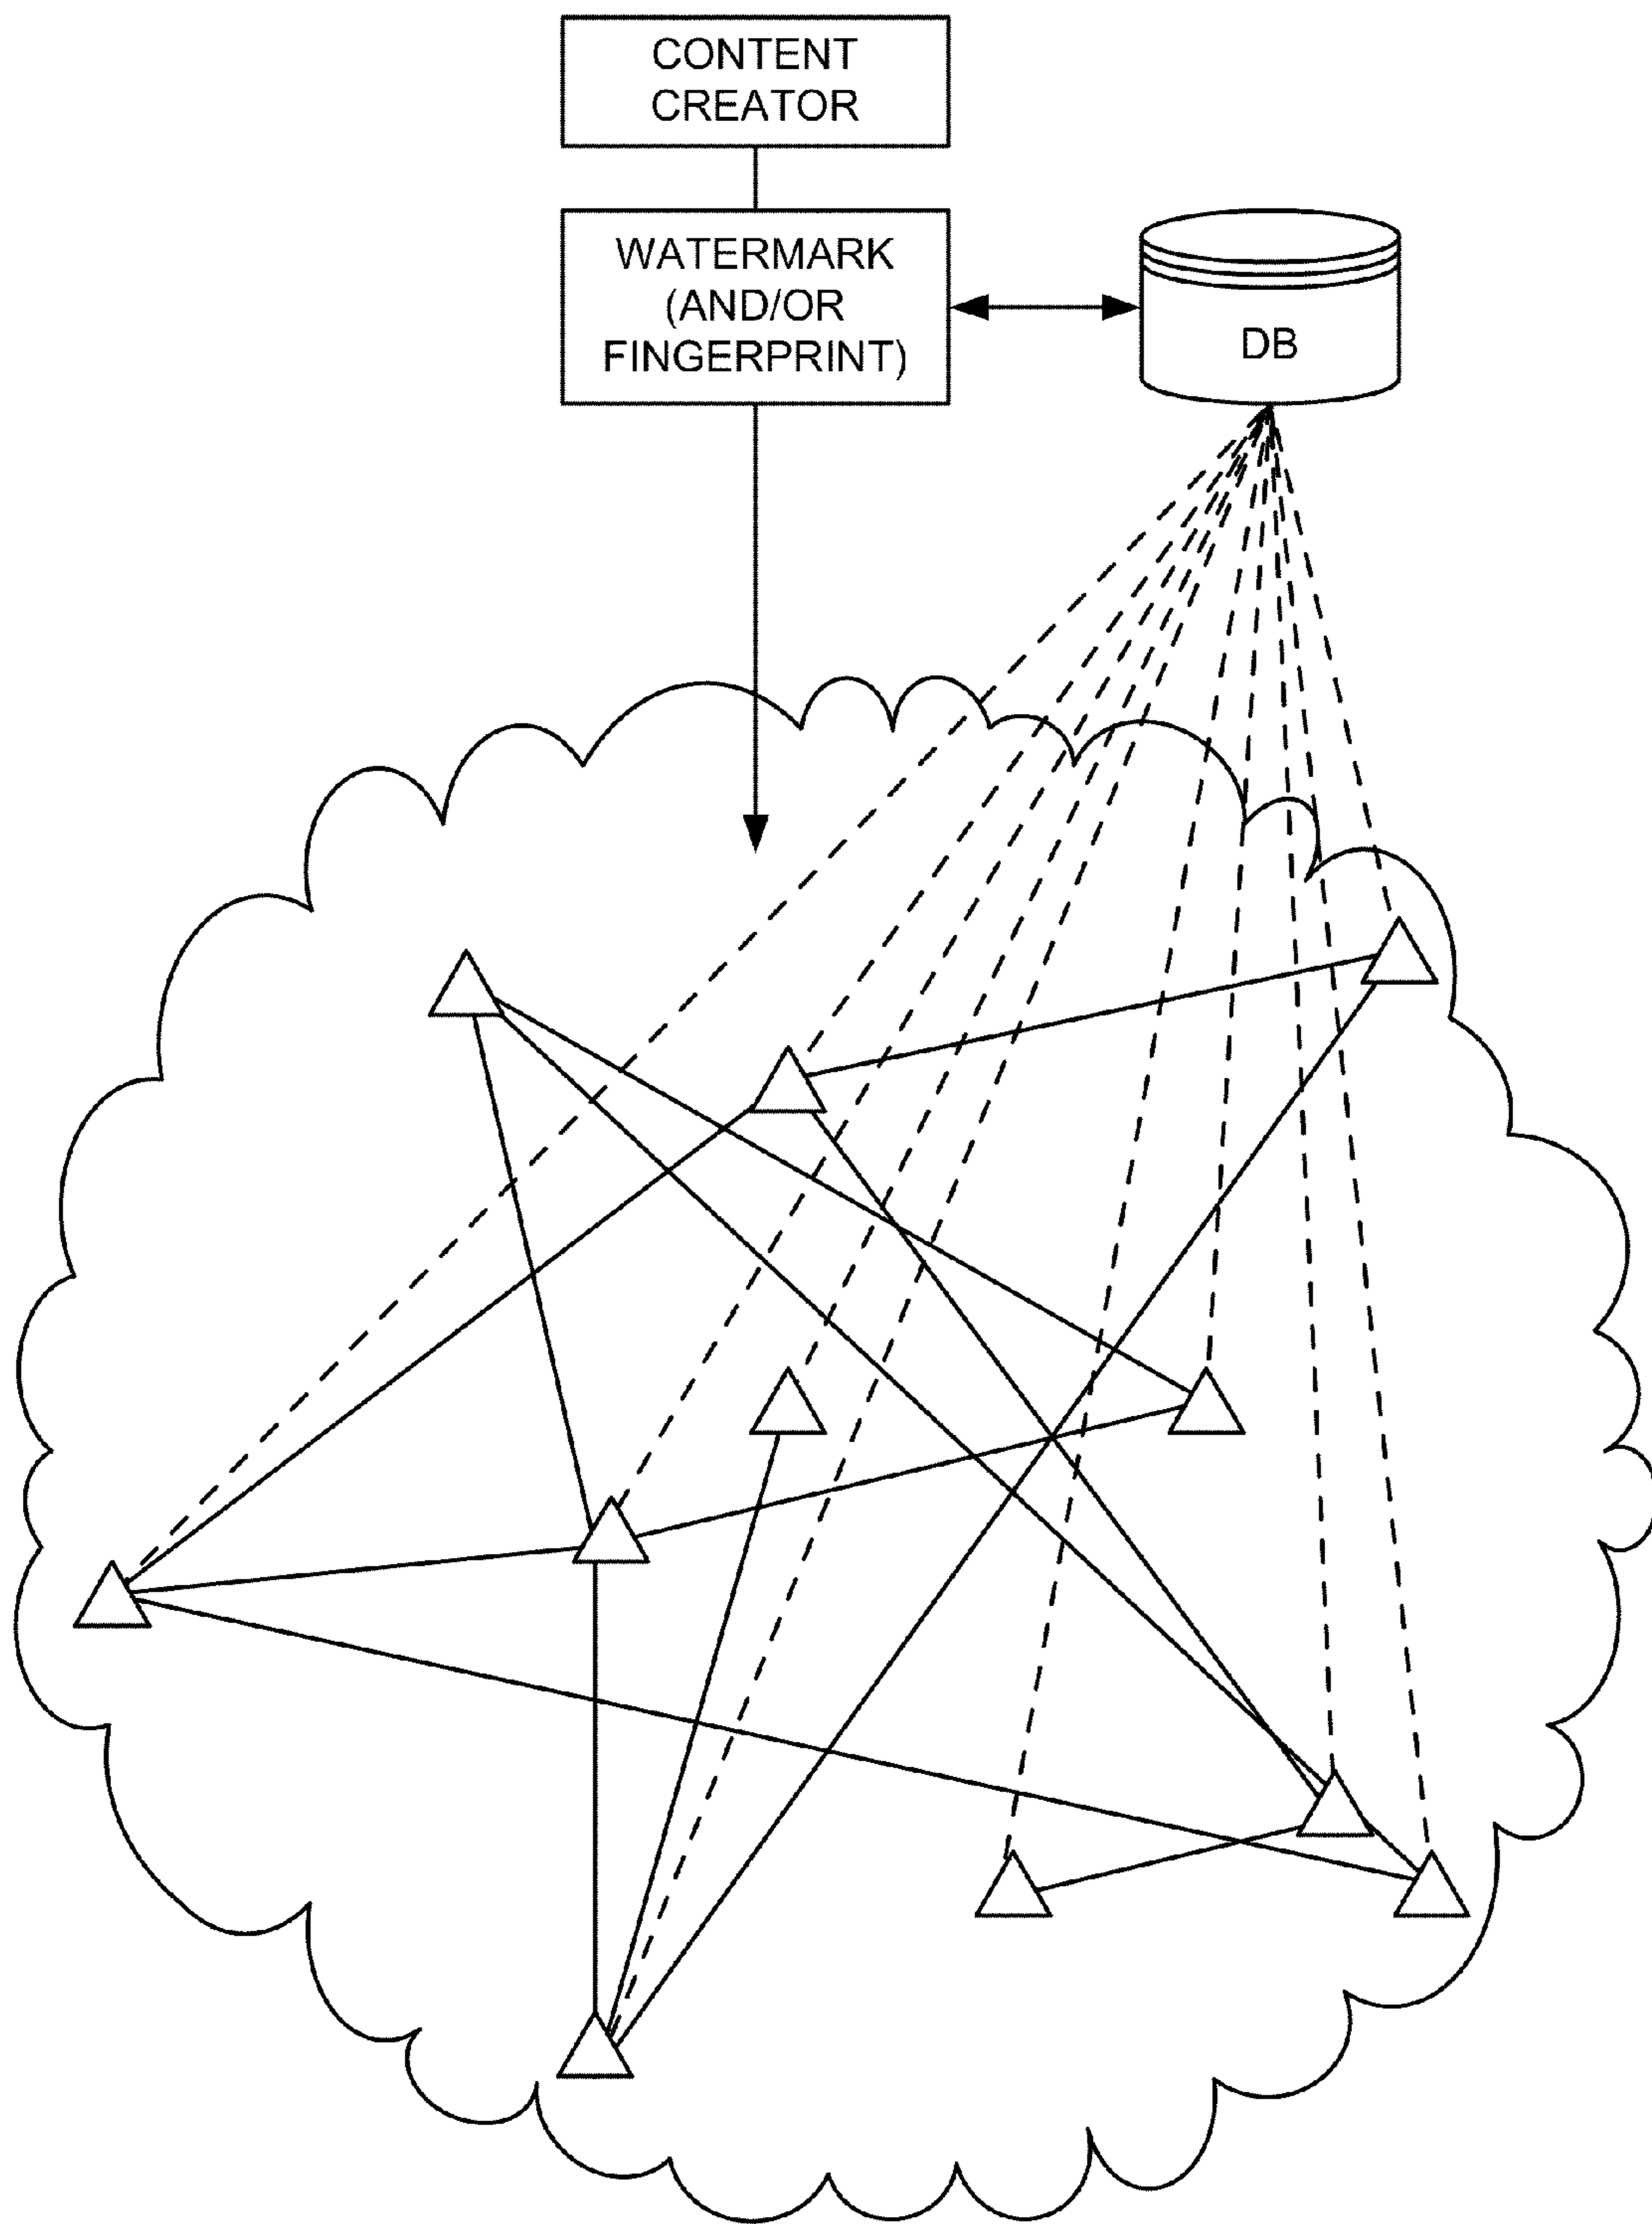 CONTENT
CREATOR
WATERMARK
(AND/OR
FINGERPRINT)
DB